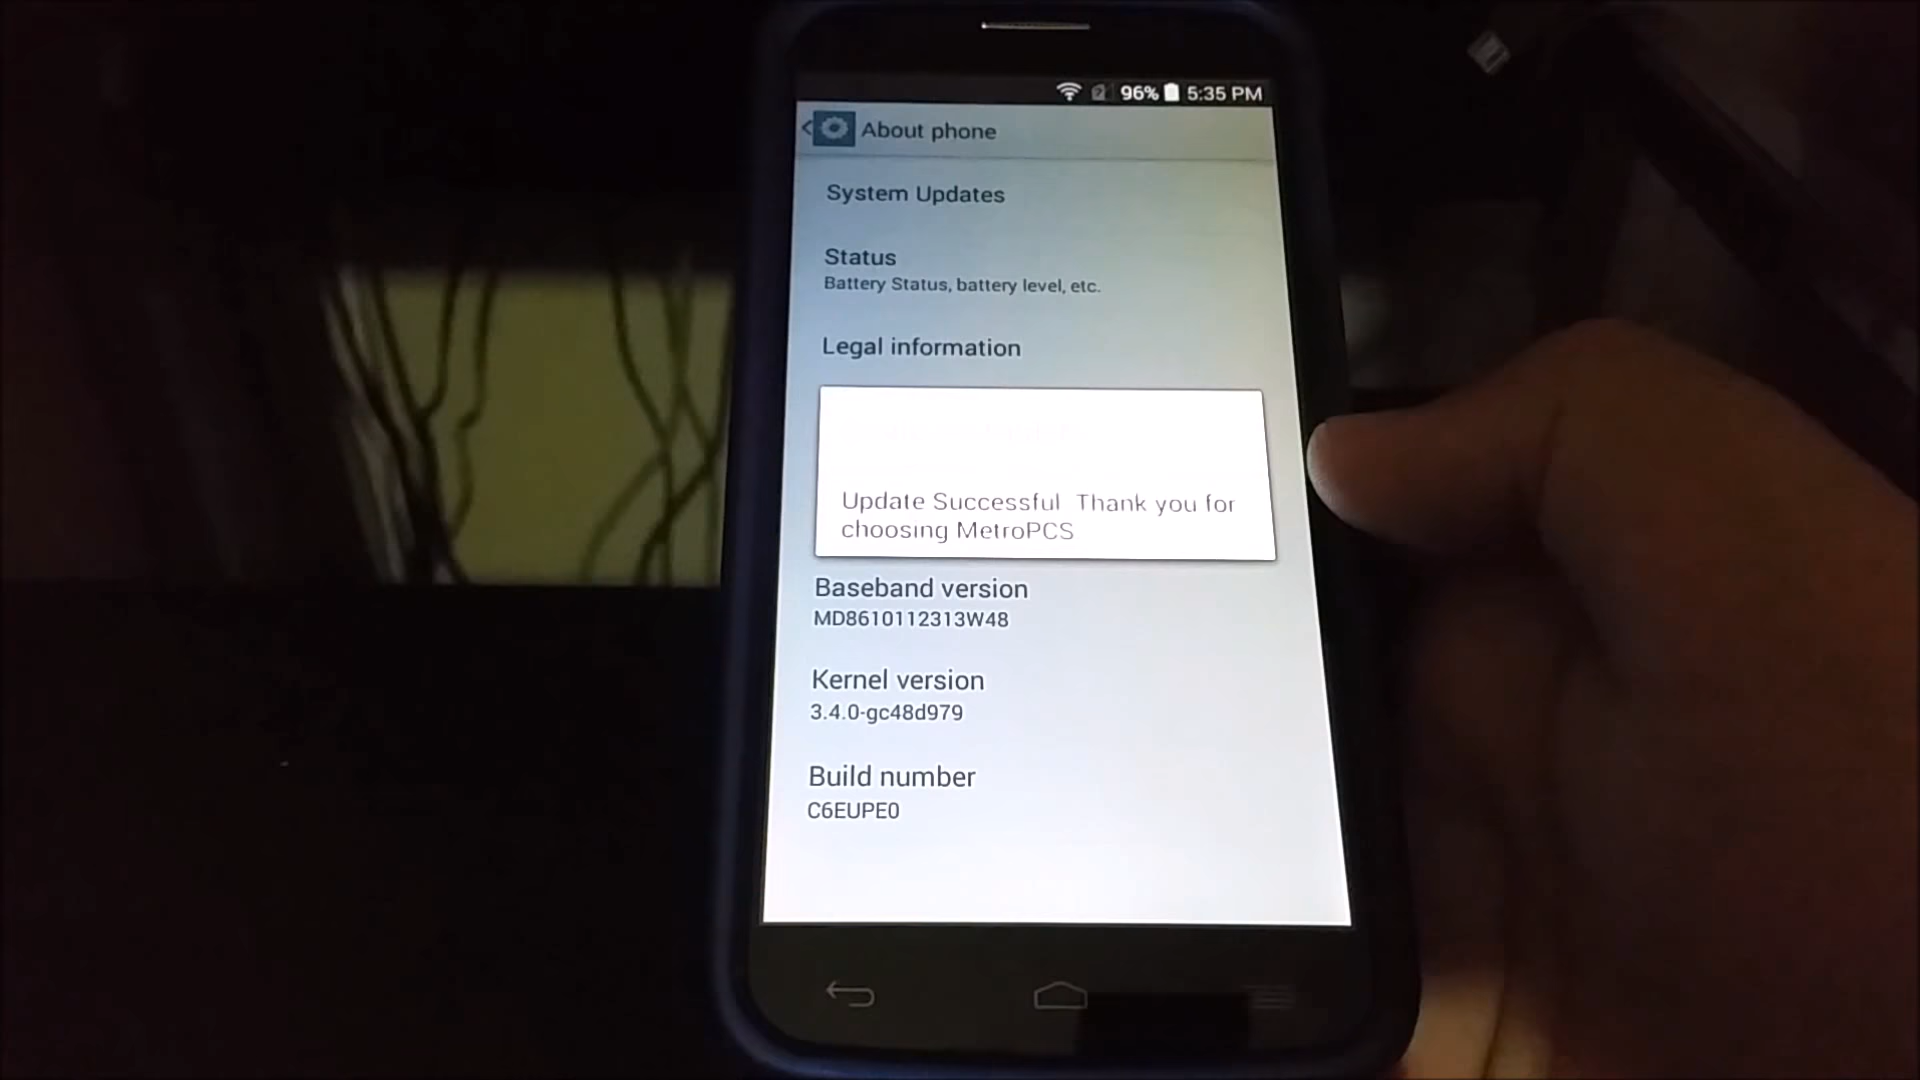 96% 5:35 PM
About phone
System Updates
Status
Battery Status, battery level, etc.
Legal information
Update Successful Thank you for
choosing MetroPCS
Baseband version
MD8610112313W48
Kernel version
3.4.0-gc48d979
Build number
C6EUPE0